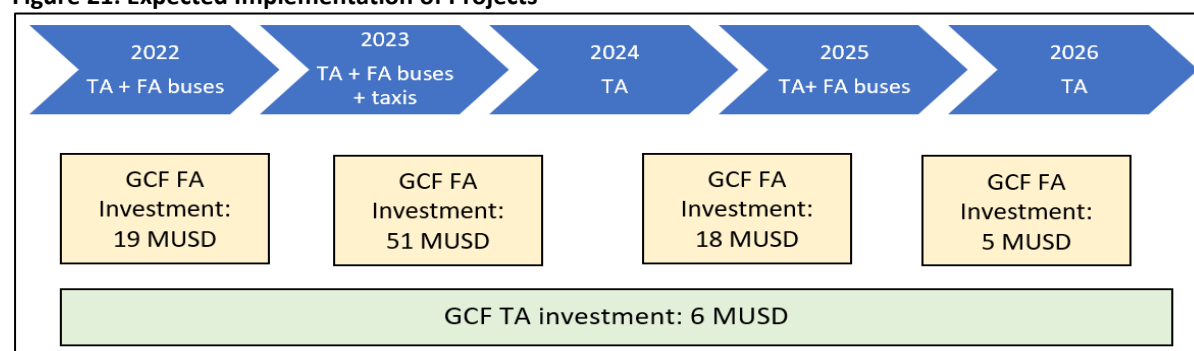 Figure 21: Expected Implementation of Projects
2022
TA + FA buses
2023
TA + FA buses
+ taxis
2024
TA
2025
TA+ FA buses
2026
TA
GCF FA
Investment:
19 MUSD
GCF FA
Investment:
51 MUSD
GCF FA
Investment:
18 MUSD
GCF FA
Investment:
5 MUSD
GCF TA investment: 6 MUSD